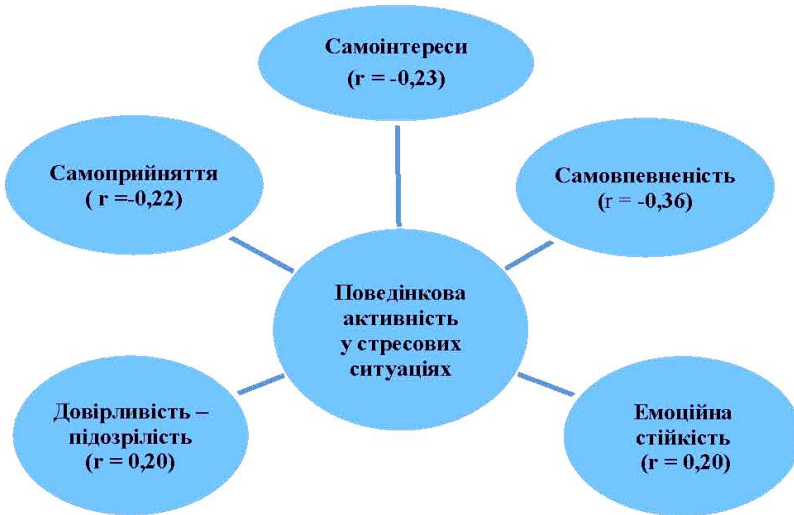 Самоінтереси
(r = -0,23)
Самоприйняття
( r =-0,22)
Самовпевненість
(r = -0,36)
Поведінкова
активність
у стресових
ситуаціях
Довірливість –
підозрілість
(r = 0,20)
Емоційна
стійкість
(r = 0,20)